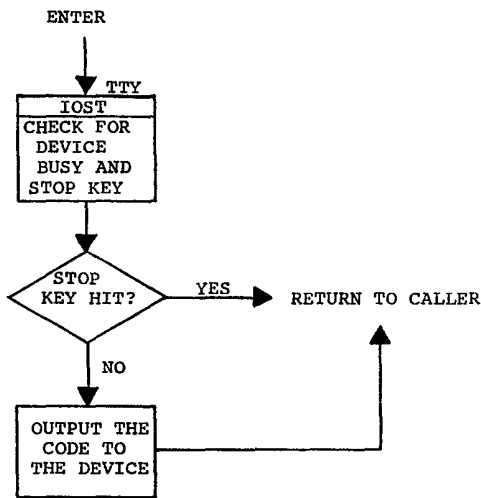 ENTER
TTY
IOST
CHECK FOR
DEVICE
BUSY AND
STOP KEY
STOP
KEY HIT?
YES
RETURN TO CALLER
NO
OUTPUT THE
CODE TO
THE DEVICE